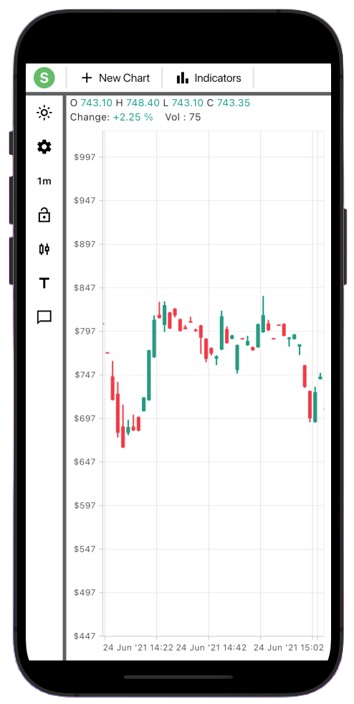 S
New Chart
Indicators
O 743.10 H 748.40 L 743.10 C 743.35
Change: +2.25 % Vol : 75
1m
T
$997
$947
$897
$847
$797
$747
$697
$647
$597
$547
$497
$447
24 Jun '21 14:22 24 Jun '21 14:42 24 Jun '21 15:02